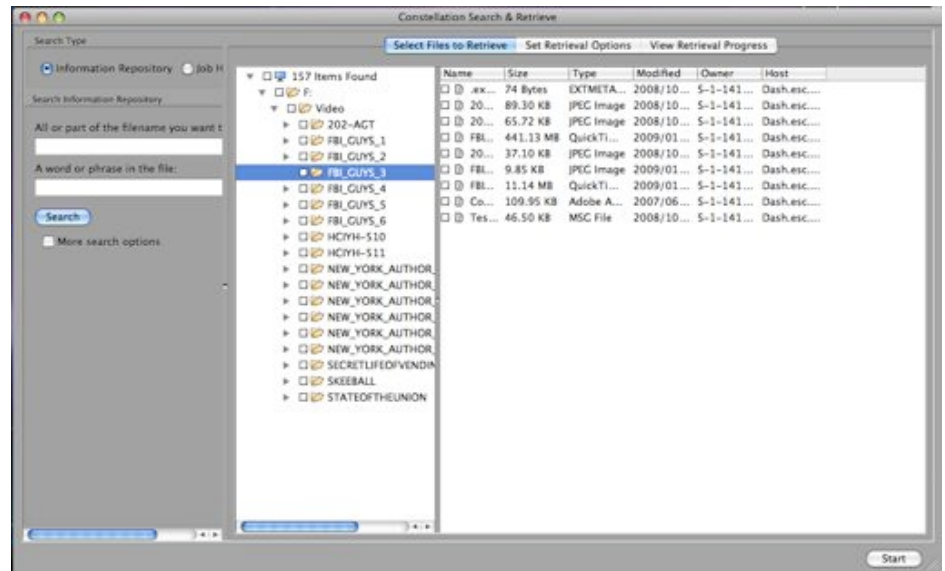 Constellation Search & Retrieve
Search Type
Information Repository Job H
Search Information Repository
All or part of the filename you want t
A word or phrase in the file:
Search
More search options
Select Files to Retrieve Set Retrieval Options View Retrieval Progress
157 Items Found
F:
Video
202-AGT
FBI_GUYS_1
FBI_GUYS_2
FBI_GUYS_3
FBI_GUYS_4
FBI_GUYS_5
FBI_GUYS_6
HCIYH-510
HCIYH-511
NEW_YORK_AUTHOR_
NEW_YORK_AUTHOR_
NEW_YORK_AUTHOR_
NEW_YORK_AUTHOR_
NEW_YORK_AUTHOR_
NEW_YORK_AUTHOR_
SECRETLIFEOFVENDIN
SKEEBALL
STATEOFTHEUNION
Name Size Type Modified Owner Host
.ex... 74 Bytes EXTMETA... 2008/10... S-1-141... Dash.esc....
20... 89.30 KB JPEG Image 2008/10... S-1-141... Dash.esc....
20... 65.72 KB JPEG Image 2008/10... S-1-141... Dash.esc....
FBI... 441.13 MB QuickTi... 2009/01... S-1-141... Dash.esc....
20... 37.10 KB JPEG Image 2008/10... S-1-141... Dash.esc....
FBI... 9.85 KB JPEG Image 2009/01... S-1-141... Dash.esc....
FBI... 11.14 MB QuickTi... 2009/01... S-1-141... Dash.esc....
Co... 109.95 KB Adobe A... 2007/06... S-1-141... Dash.esc....
Tes... 46.50 KB MSC File 2008/10... S-1-141... Dash.esc....
Start